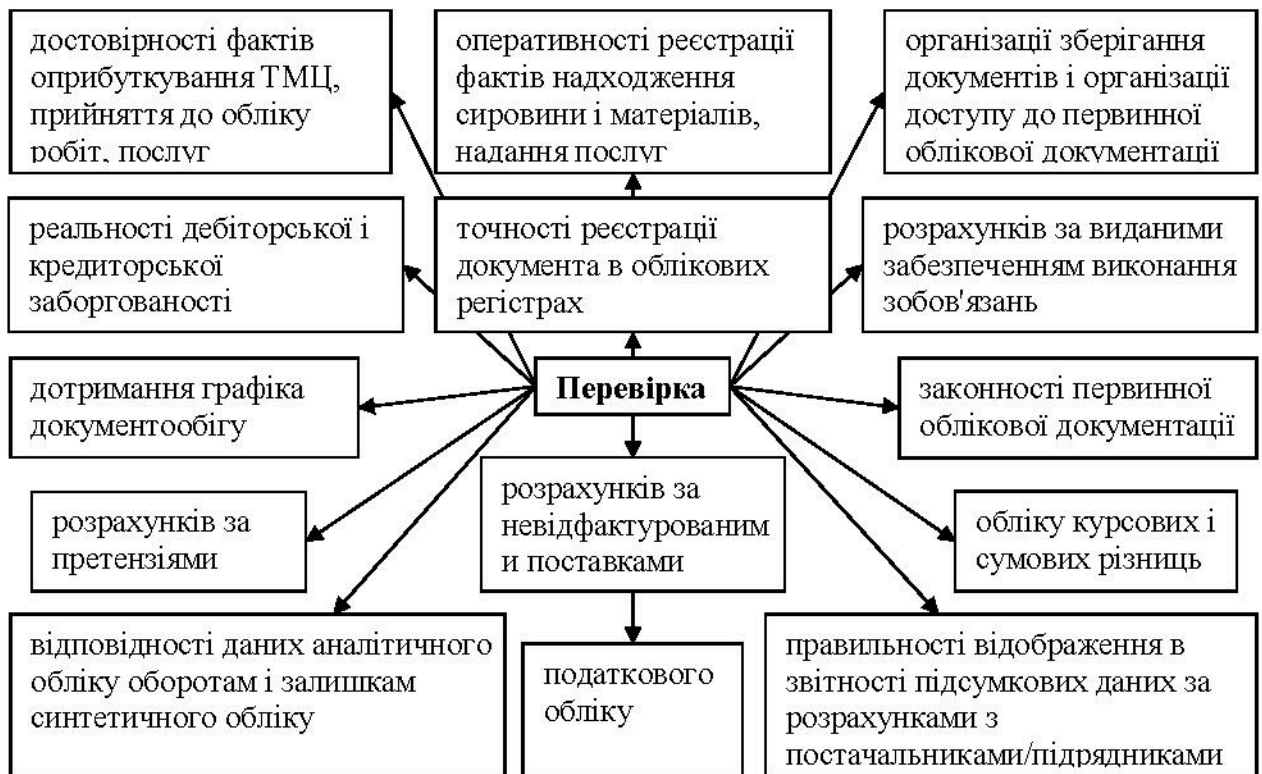 достовірності фактів
оприбуткування ТМЦ,
прийняття до обліку
робіт, послуг
оперативності реєстрації
фактів надходження
сировини і матеріалів,
надання послуг
організації зберігання
документів і організації
доступу до первинної
облікової документації
реальності дебіторської і
кредиторської
заборгованості
точності реєстрації
документа в облікових
регістрах
розрахунків за виданими
забезпеченням виконання
зобов'язань
дотримання графіка
документообігу
Перевірка
законності первинної
облікової документації
розрахунків за
претензіями
розрахунків за
невідфактурованим
и поставками
обліку курсових і
сумових різниць
відповідності даних аналітичного
обліку оборотам і залишкам
синтетичного обліку
податкового
обліку
правильності відображення в
звітності підсумкових даних за
розрахунками з
постачальниками/підрядниками